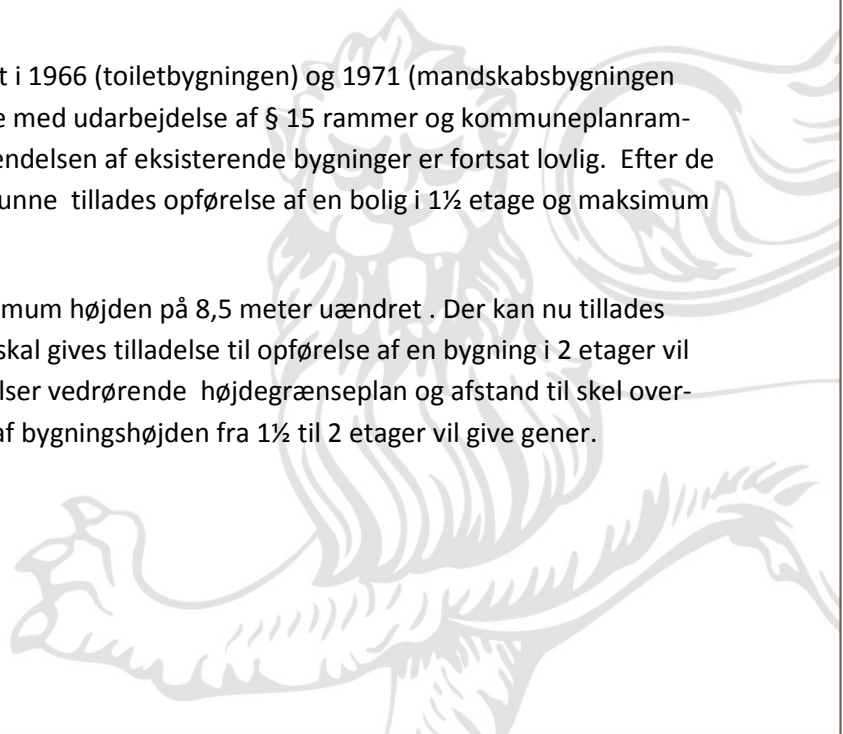 t i 1966 (toiletbygningen) og 1971 (mandskabsbygningen
e med udarbejdelse af § 15 rammer og kommuneplanram-
endelsen af eksisterende bygninger er fortsat lovlig.  Efter de
unne  tillades opførelse af en bolig i 1½ etage og maksimum
mum højden på 8,5 meter uændret . Der kan nu tillades
skal gives tilladelse til opførelse af en bygning i 2 etager vil
lser vedrørende  højdegrænseplan og afstand til skel over-
af bygningshøjden fra 1½ til 2 etager vil give gener.